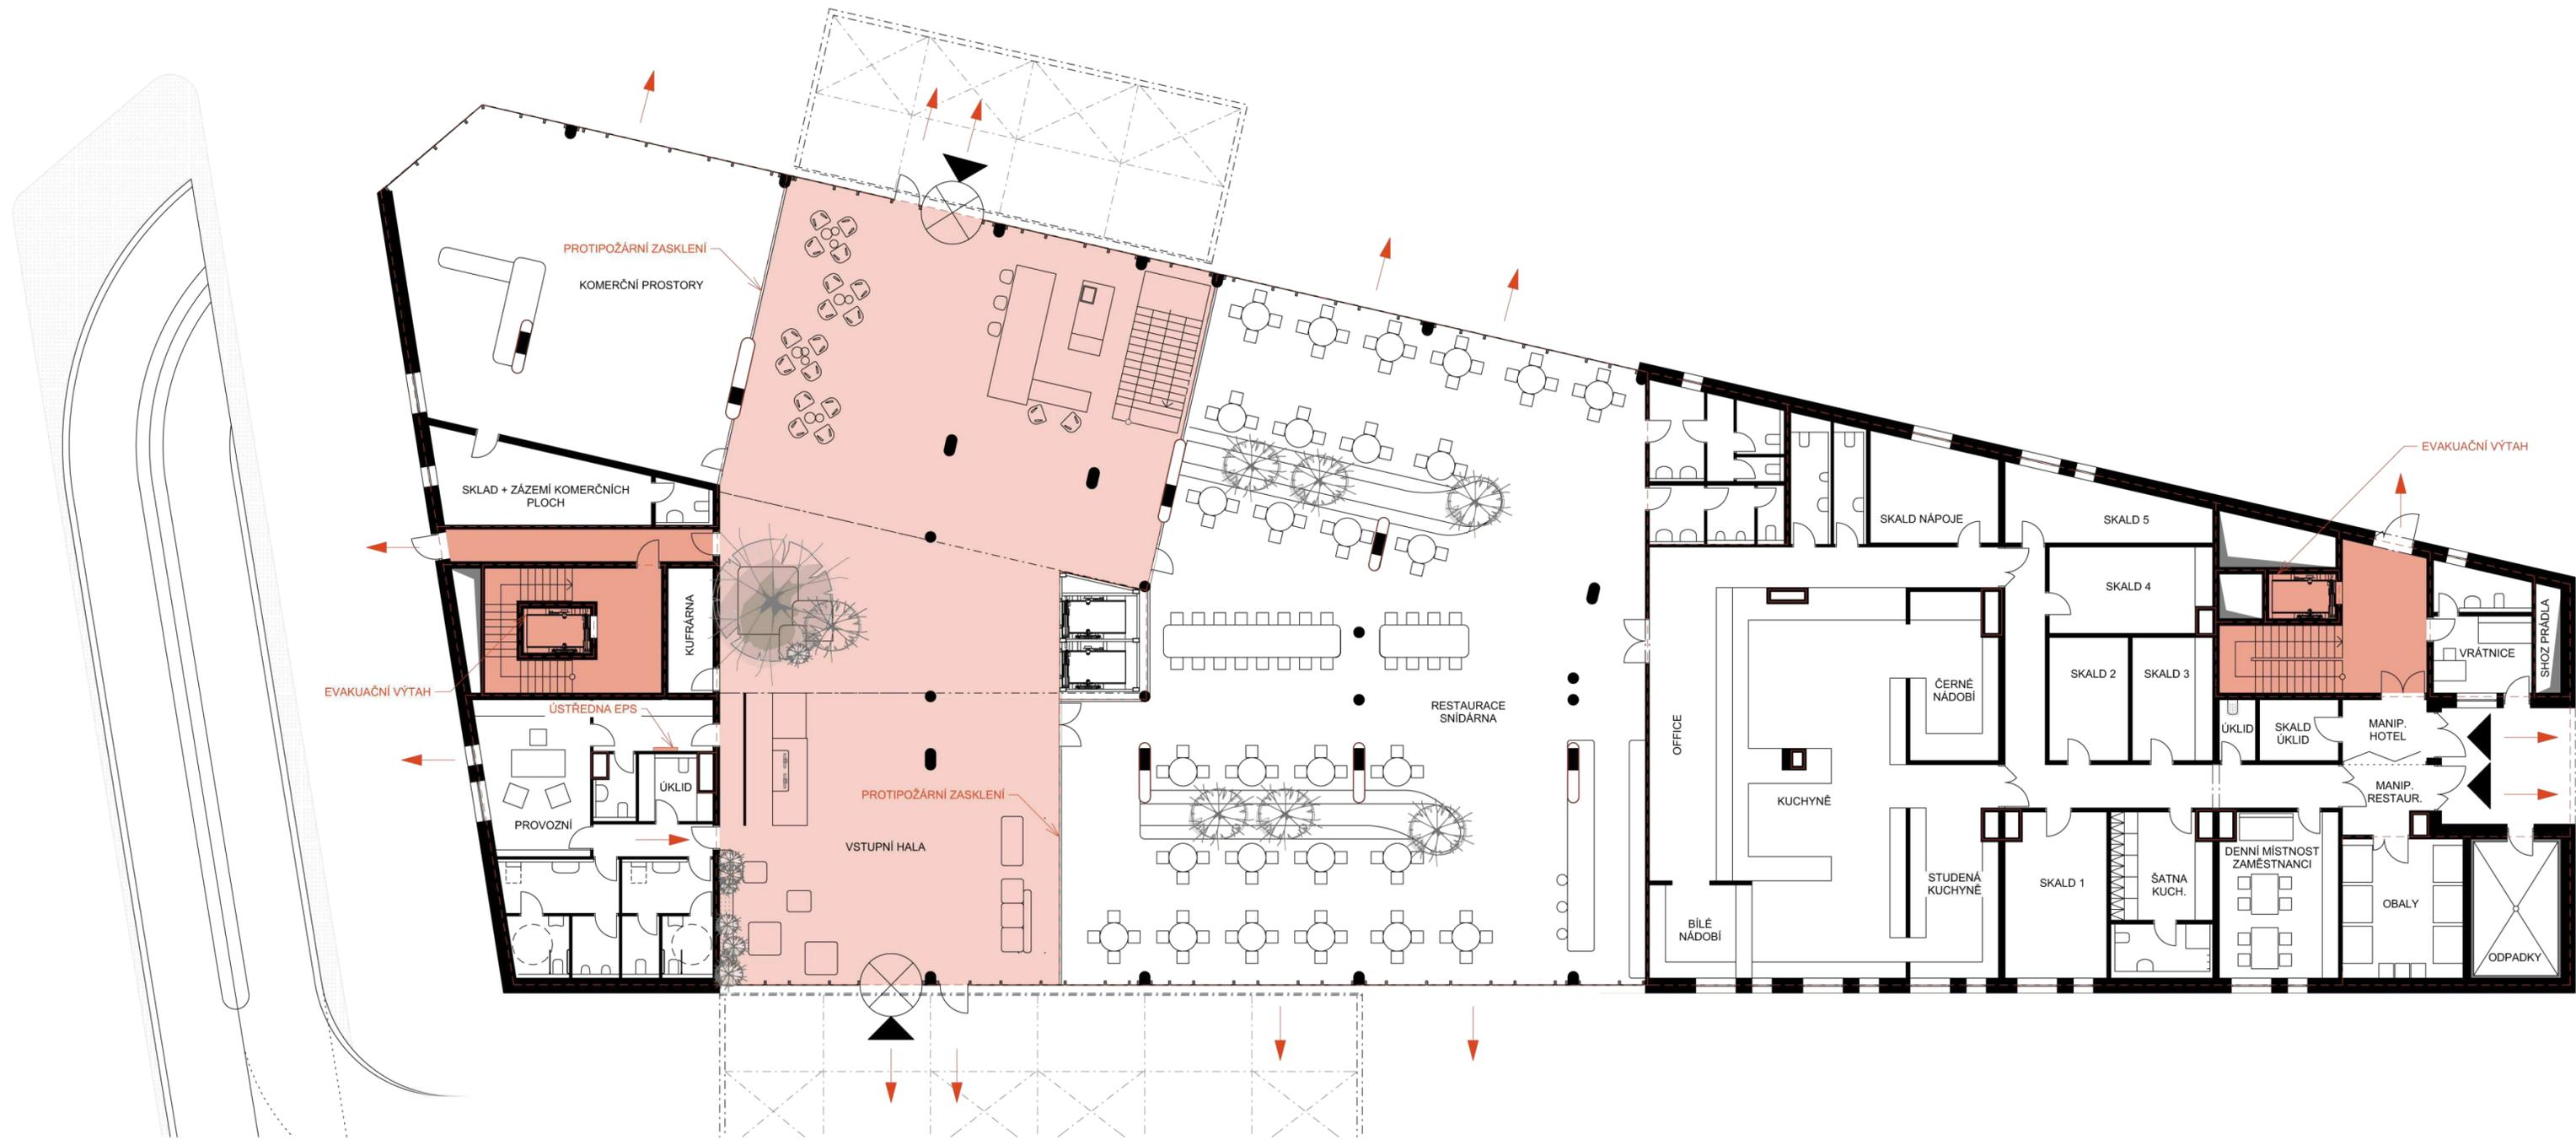 PROTIPOŽÁRNÍ ZASKLENÍ
KOMERČNÍ PROSTORY
SKLAD + ZÁZEMÍ KOMERČNÍCH
PLOCH
KUFRÁRNA
EVAKUAČNÍ VÝTAH
ÚSTŘEDNA EPS
ÚKLID
PROVOZNÍ
PROTIPOŽÁRNÍ ZASKLENÍ
VSTUPNÍ HALA
RESTAURACE
SNÍDÁRNA
OFFICE
KUCHYNĚ
ČERNÉ
NÁDOBÍ
STUDENÁ
KUCHYNĚ
BÍLÉ
NÁDOBÍ
SKALD NÁPOJE
SKALD 5
SKALD 4
SKALD 2
SKALD 3
SKALD 1
ŠATNA
KUCH.
DENNÍ MÍSTNOST
ZAMĚSTNANCI
OBALY
ODPADKY
EVAKUAČNÍ VÝTAH
VRÁTNICE
SHOZ PRÁDLA
ÚKLID
SKALD
ÚKLID
MANIP.
HOTEL
MANIP.
RESTAUR.